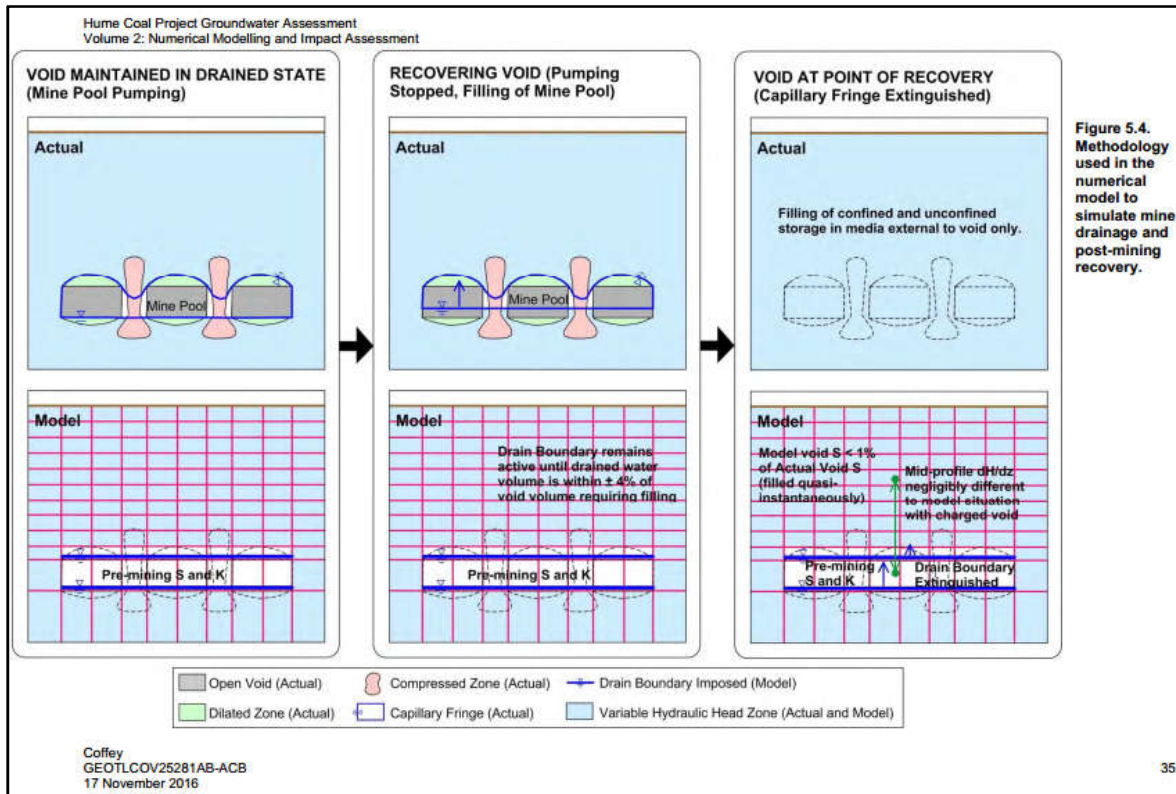 Hume Coal Project Groundwater Assessment
Volume 2: Numerical Modelling and Impact Assessment
VOID MAINTAINED IN DRAINED STATE
(Mine Pool Pumping)
Actual
Mine Pool
Model
Pre-mining S and K
RECOVERING VOID (Pumping
Stopped, Filling of Mine Pool)
Actual
Mine Pool
Model
Drain Boundary remains
active until drained water
volume is within ± 4% of
void volume requiring filling
Pre-mining S and K
VOID AT POINT OF RECOVERY
(Capillary Fringe Extinguished)
Actual
Filling of confined and unconfined
storage in media external to void only.
Model
Model void S < 1%
of Actual Void S
(filled quasi-
instantaneously)
Mid-profile dH/dz
negligibly different
to model situation
with charged void
Pre-mining
S and K
Drain Boundary
Extinguished
Figure 5.4.
Methodology
used in the
numerical
model to
simulate mine
drainage and
post-mining
recovery.
Open Void (Actual)
Compressed Zone (Actual)
Drain Boundary Imposed (Model)
Dilated Zone (Actual)
Capillary Fringe (Actual)
Variable Hydraulic Head Zone (Actual and Model)
Coffey
GEOTLCOV25281AB-ACB
17 November 2016
35